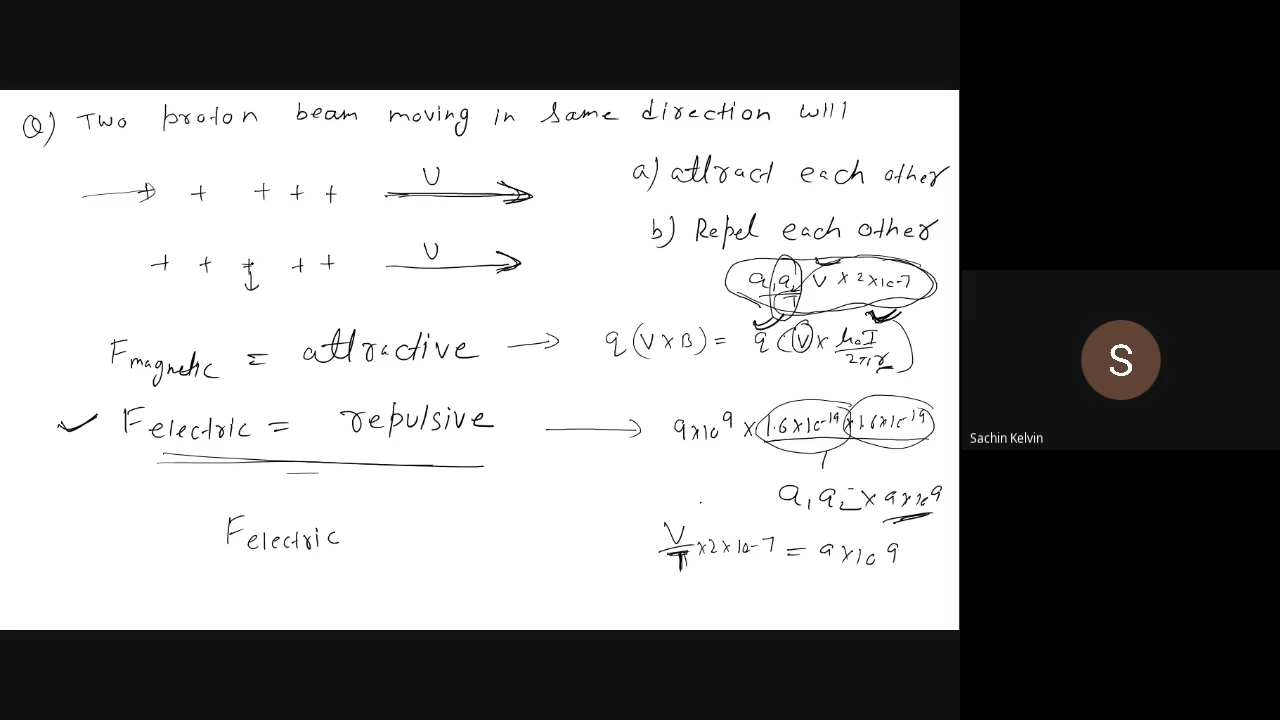 Q) Two proton beam moving in same direction will
→ + + + + V
a) attract each other
+ + + + + V
b) Repel each other
q₁q₂/T V × 2×10-7
Fmagnetic = attractive → q(V×B) = q(V × μ₀I/2πr)
✓ Felectric = repulsive → 9×10⁹ × 1.6×10⁻¹⁹ × 1.6×10⁻¹⁹
q₁q₂ × 9×10⁹
Felectric
V/T × 2×10-7 = 9×10⁹
S
Sachin Kelvin